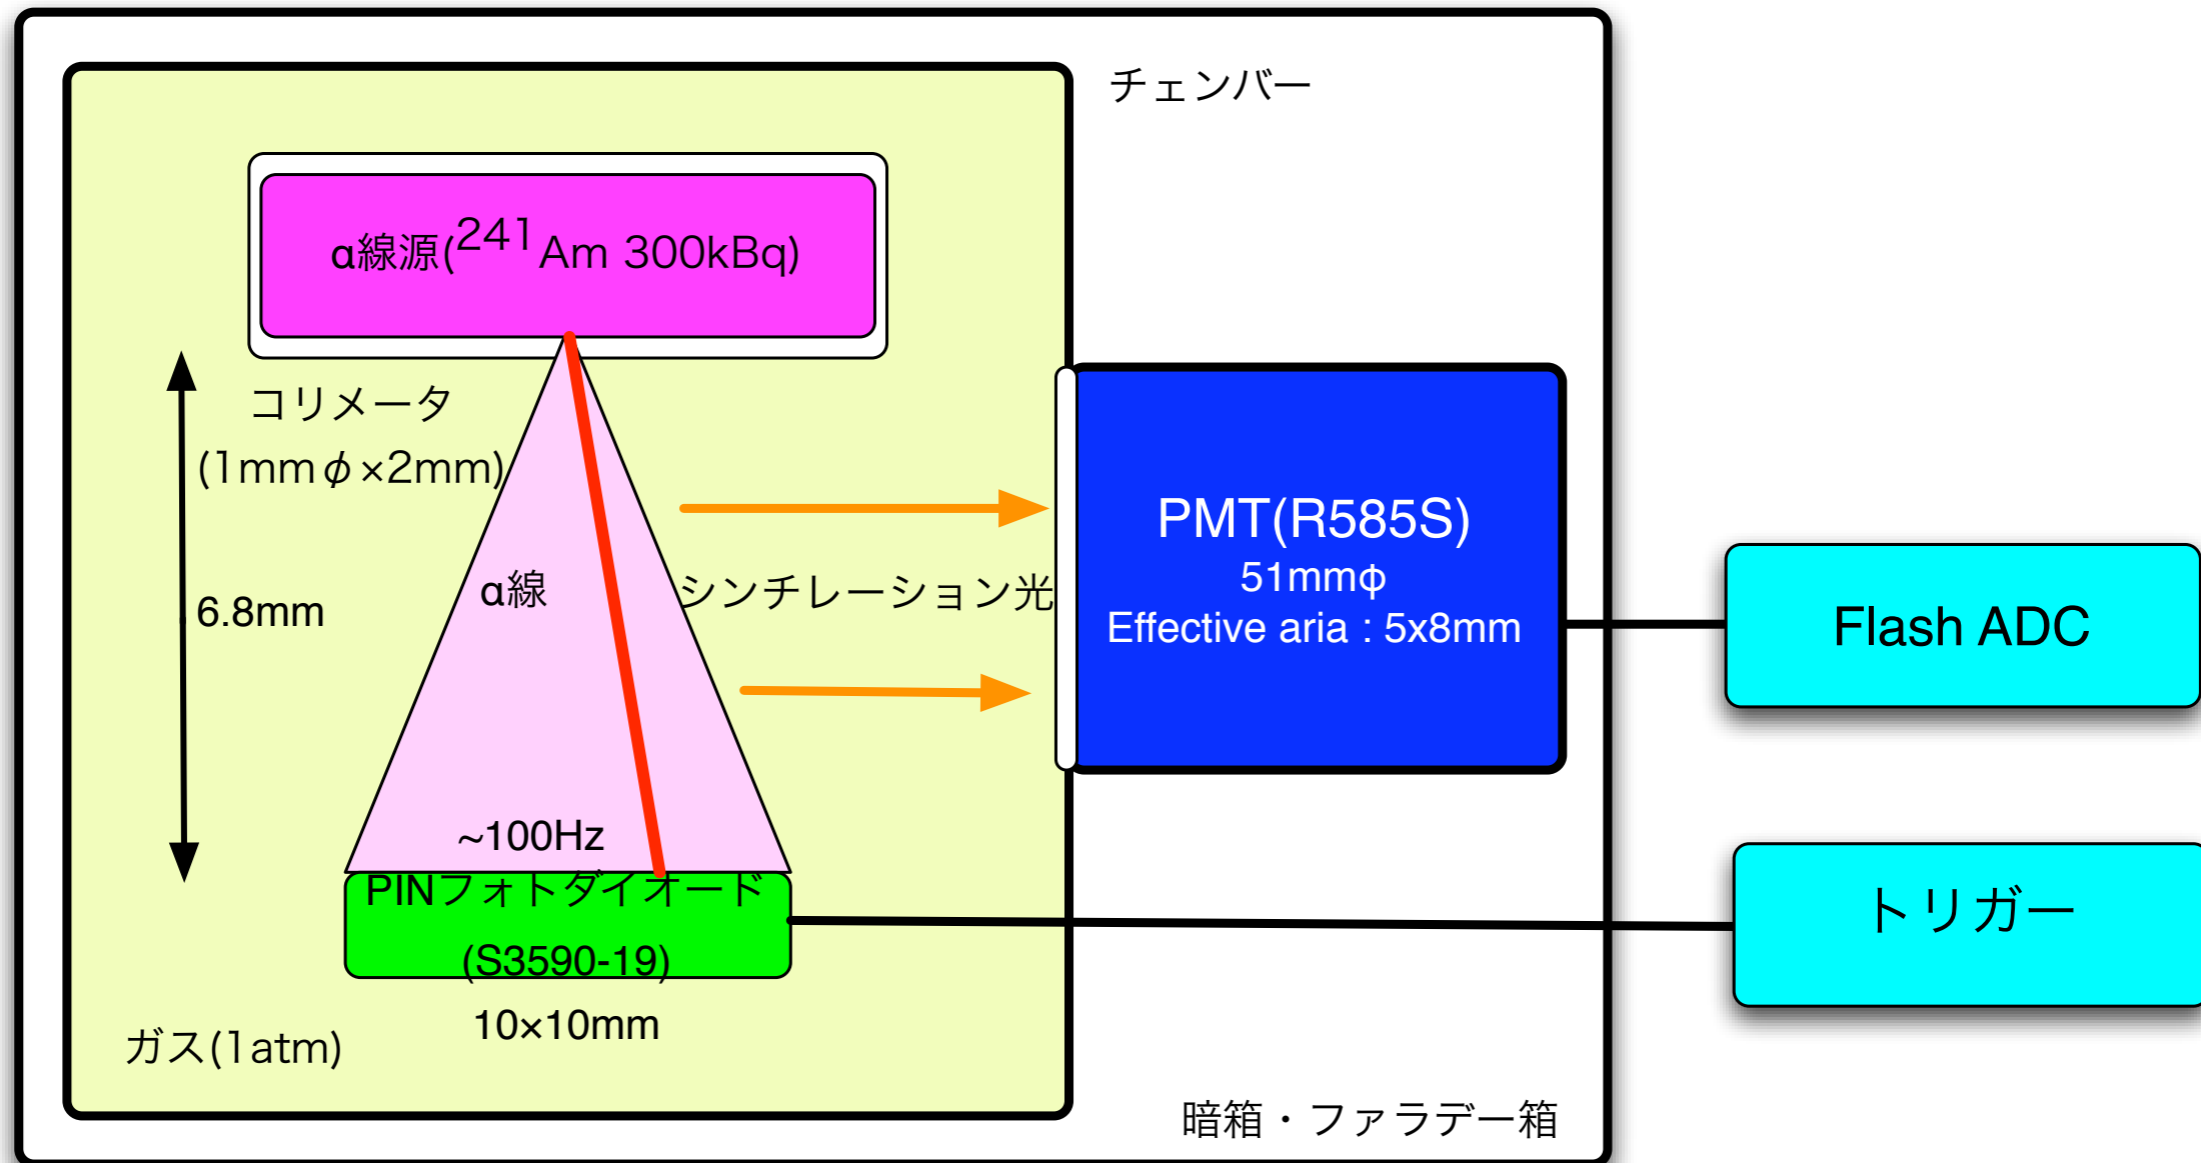 チェンバー
α線源(²⁴¹Am 300kBq)
コリメータ
(1mmφ×2mm)
6.8mm
α線
シンチレーション光
PMT(R585S)
51mmφ
Effective aria : 5x8mm
Flash ADC
~100Hz
PINフォトダイオード
(S3590-19)
10×10mm
トリガー
ガス(1atm)
暗箱・ファラデー箱